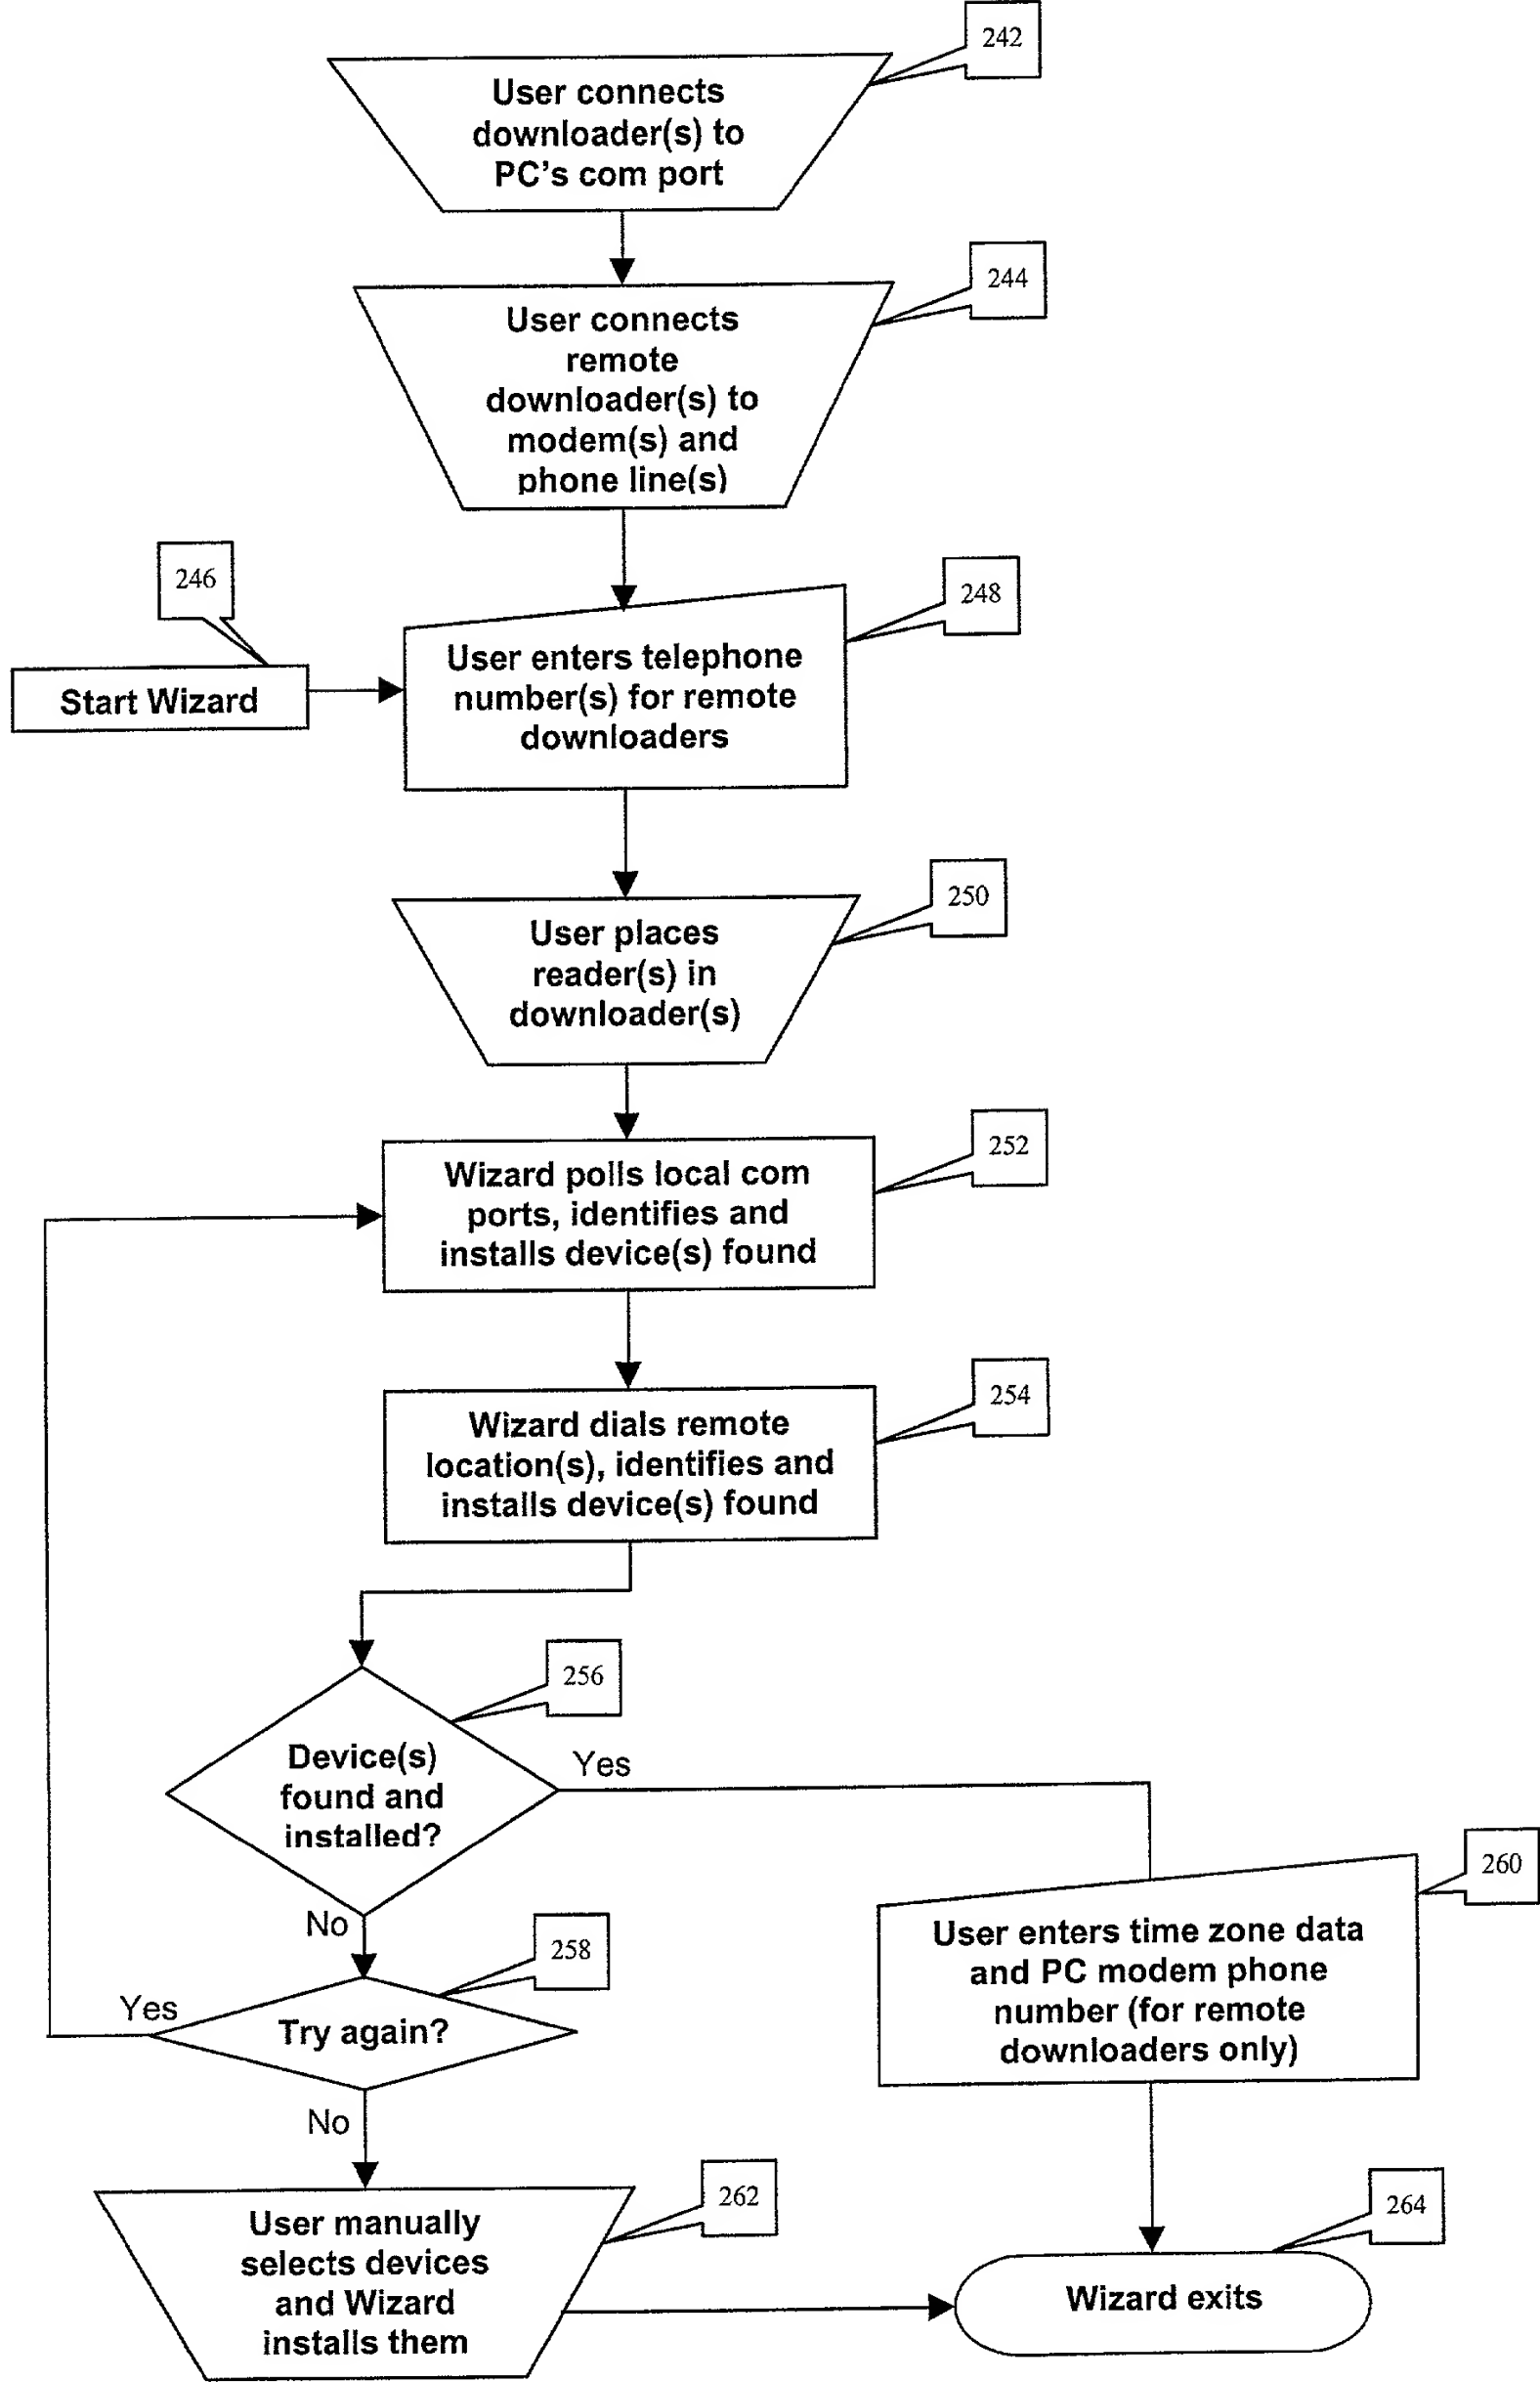 242
User connects
downloader(s) to
PC's com port
244
User connects
remote
downloader(s) to
modem(s) and
phone line(s)
246
Start Wizard
248
User enters telephone
number(s) for remote
downloaders
250
User places
reader(s) in
downloader(s)
252
Wizard polls local com
ports, identifies and
installs device(s) found
254
Wizard dials remote
location(s), identifies and
installs device(s) found
256
Device(s)
found and
installed?
Yes
No
260
User enters time zone data
and PC modem phone
number (for remote
downloaders only)
258
Try again?
Yes
No
262
User manually
selects devices
and Wizard
installs them
264
Wizard exits